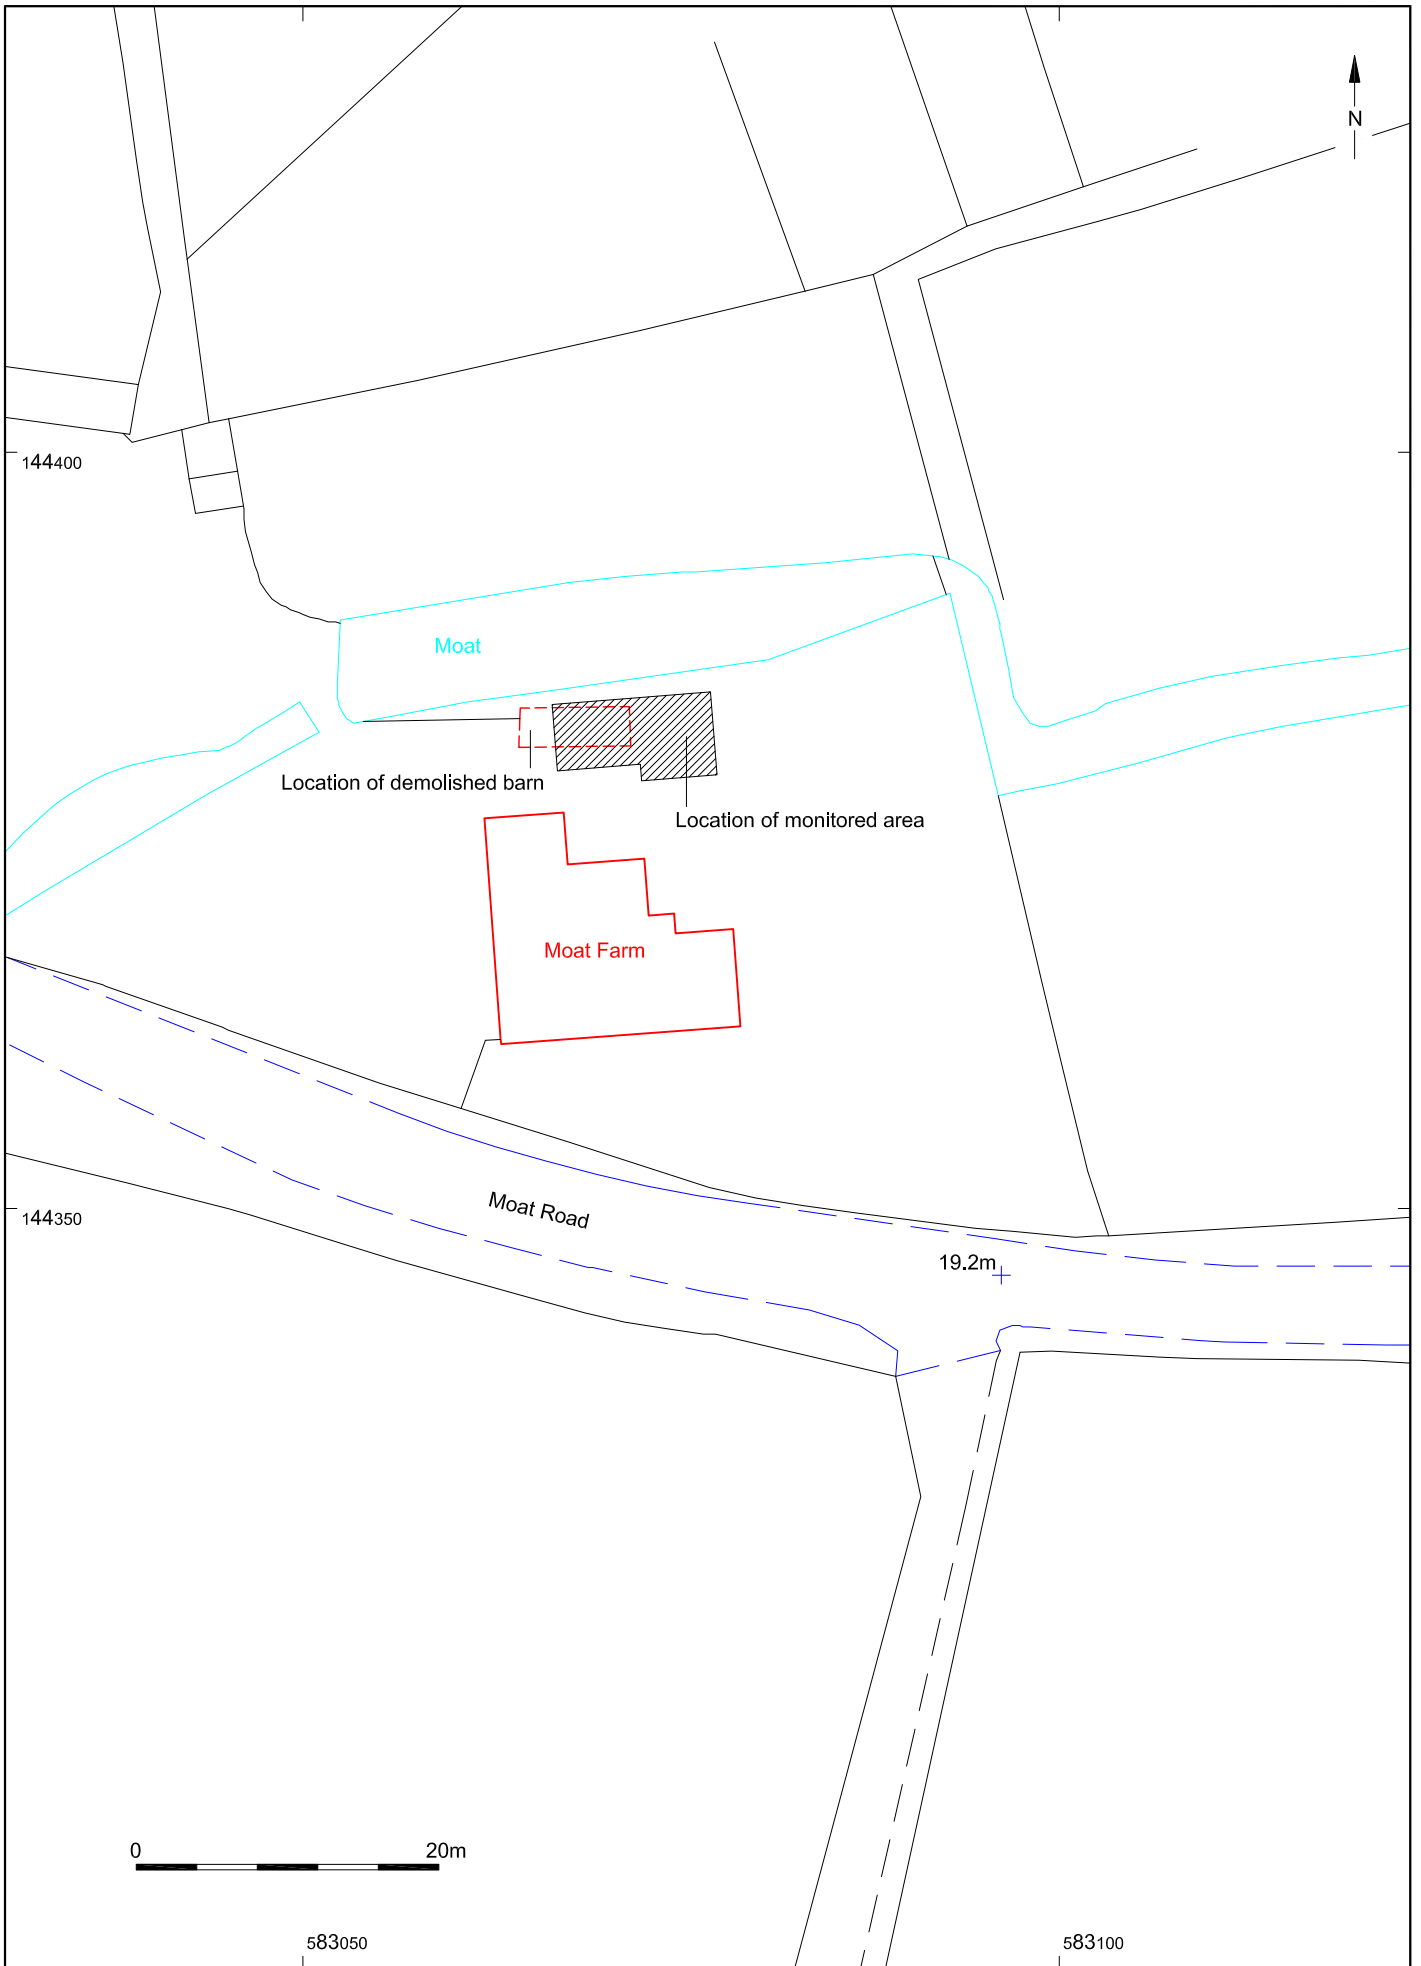 N
144400
Moat
Location of demolished barn
Location of monitored area
Moat Farm
144350
Moat Road
19.2m
0 20m
583050 583100